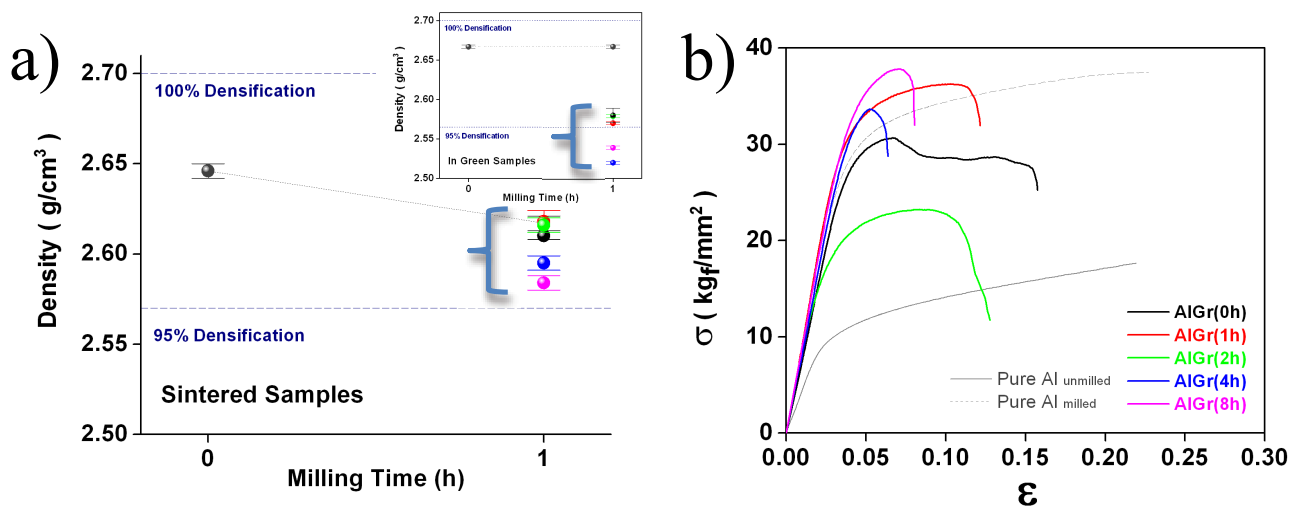 a)
Density ( g/cm³ )
2.70
2.65
2.60
2.55
2.50
100% Densification
95% Densification
Sintered Samples
0
1
Milling Time (h)
Density ( g/cm³ )
2.70
2.65
2.60
2.55
2.50
100% Densification
95% Densification
In Green Samples
0
1
Milling Time (h)
b)
σ ( kgf/mm² )
40
30
20
10
0
Pure Al unmilled
Pure Al milled
AlGr(0h)
AlGr(1h)
AlGr(2h)
AlGr(4h)
AlGr(8h)
0.00
0.05
0.10
0.15
0.20
0.25
0.30
ε